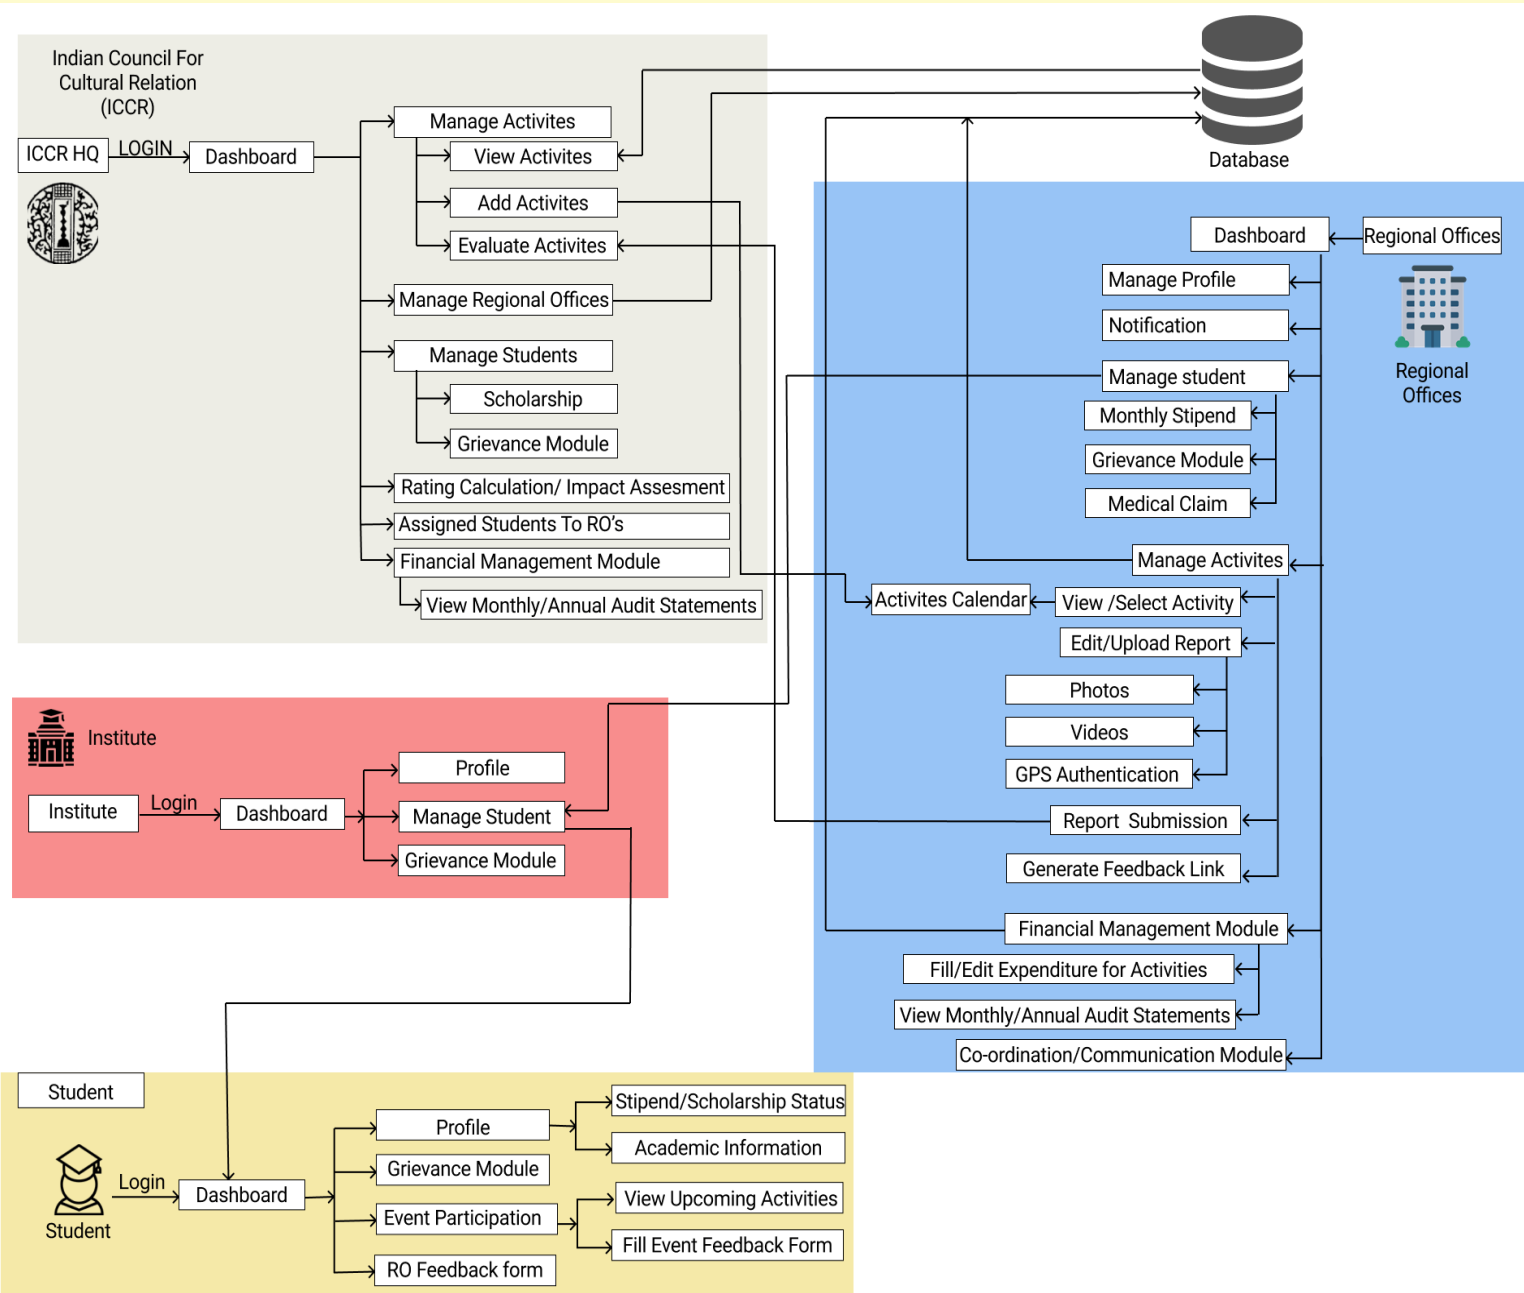 Indian Council For
Cultural Relation
(ICCR)
ICCR HQ
LOGIN
Dashboard
Manage Activites
View Activites
Add Activites
Evaluate Activites
Manage Regional Offices
Manage Students
Scholarship
Grievance Module
Rating Calculation/ Impact Assesment
Assigned Students To RO's
Financial Management Module
View Monthly/Annual Audit Statements
Database
Regional Offices
Dashboard
Regional
Offices
Manage Profile
Notification
Manage student
Monthly Stipend
Grievance Module
Medical Claim
Manage Activites
View /Select Activity
Activites Calendar
Edit/Upload Report
Photos
Videos
GPS Authentication
Report Submission
Generate Feedback Link
Financial Management Module
Fill/Edit Expenditure for Activities
View Monthly/Annual Audit Statements
Co-ordination/Communication Module
Institute
Institute
Login
Dashboard
Profile
Manage Student
Grievance Module
Student
Student
Login
Dashboard
Profile
Stipend/Scholarship Status
Academic Information
Grievance Module
Event Participation
View Upcoming Activities
Fill Event Feedback Form
RO Feedback form